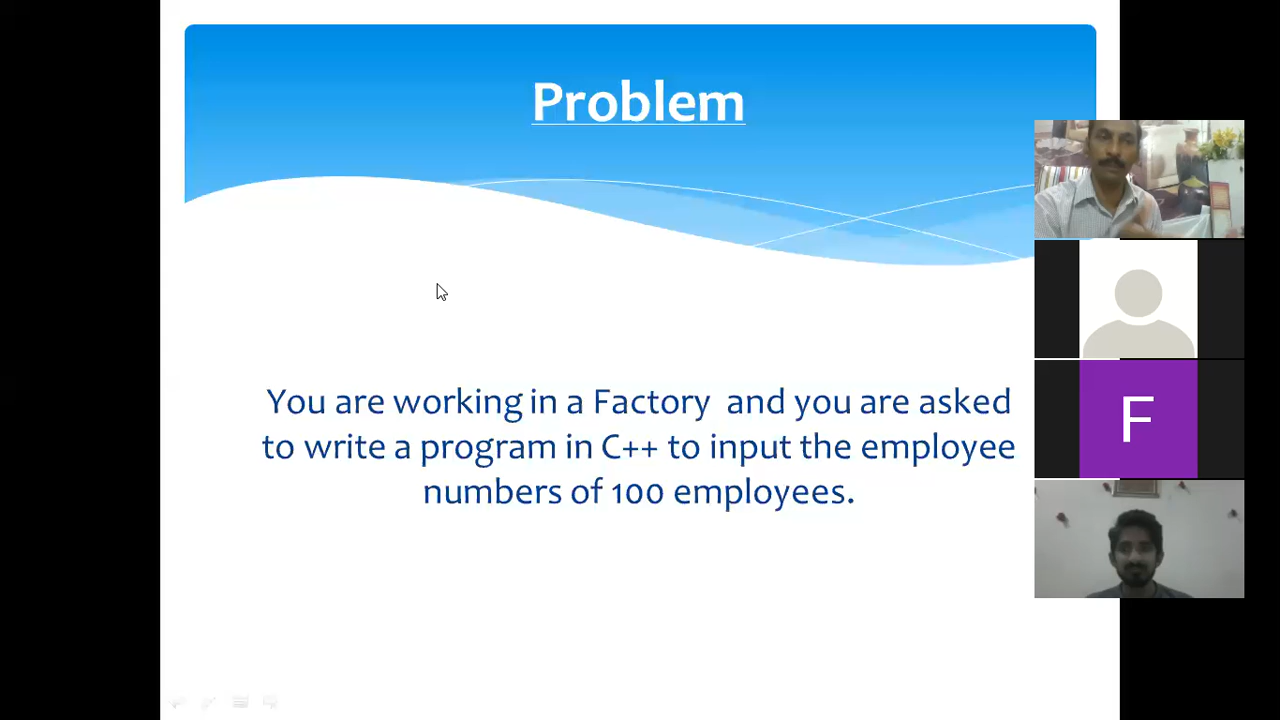 Problem
You are working in a Factory and you are asked
to write a program in C++ to input the employee
numbers of 100 employees.
F